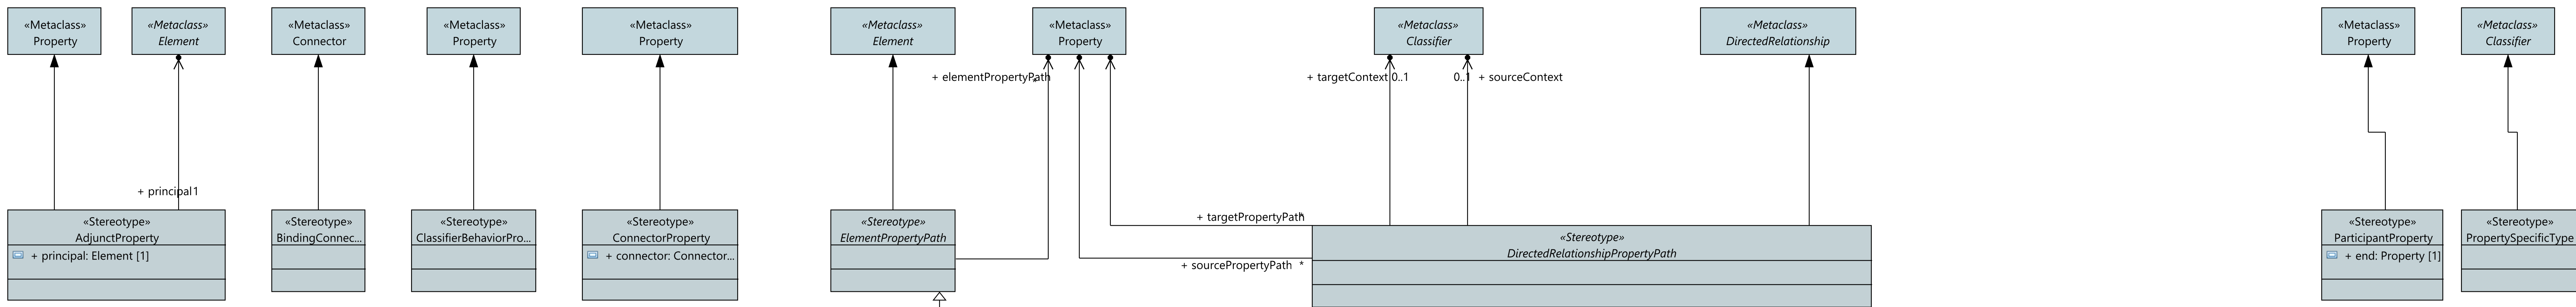 «Metaclass»
Property
«Metaclass»
Element
«Metaclass»
Connector
«Metaclass»
Property
«Metaclass»
Property
«Metaclass»
Element
«Metaclass»
Property
«Metaclass»
Classifier
«Metaclass»
DirectedRelationship
«Metaclass»
Property
«Metaclass»
Classifier
+ elementPropertyPath
*
+ targetContext 0..1
0..1 + sourceContext
+ principal 1
+ targetPropertyPath *
+ sourcePropertyPath *
«Stereotype»
AdjunctProperty
+ principal: Element [1]
«Stereotype»
BindingConnec...
«Stereotype»
ClassifierBehaviorPro...
«Stereotype»
ConnectorProperty
+ connector: Connector...
«Stereotype»
ElementPropertyPath
«Stereotype»
DirectedRelationshipPropertyPath
«Stereotype»
ParticipantProperty
+ end: Property [1]
«Stereotype»
PropertySpecificType